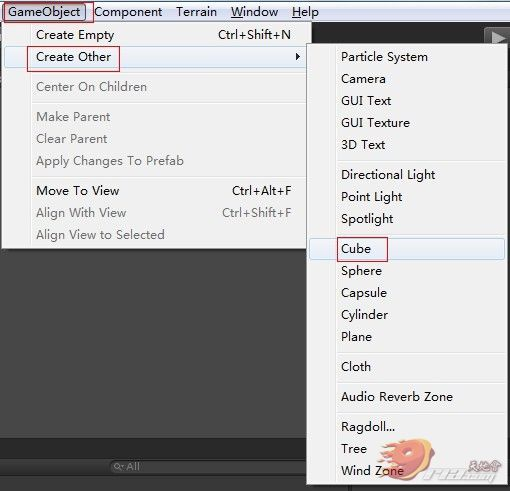 GameObject Component Terrain Window Help
Create Empty Ctrl+Shift+N
Create Other
Center On Children
Make Parent
Clear Parent
Apply Changes To Prefab
Move To View Ctrl+Alt+F
Align With View Ctrl+Shift+F
Align View to Selected
Particle System
Camera
GUI Text
GUI Texture
3D Text
Directional Light
Point Light
Spotlight
Cube
Sphere
Capsule
Cylinder
Plane
Cloth
Audio Reverb Zone
Ragdoll...
Tree
Wind Zone
All
天地會